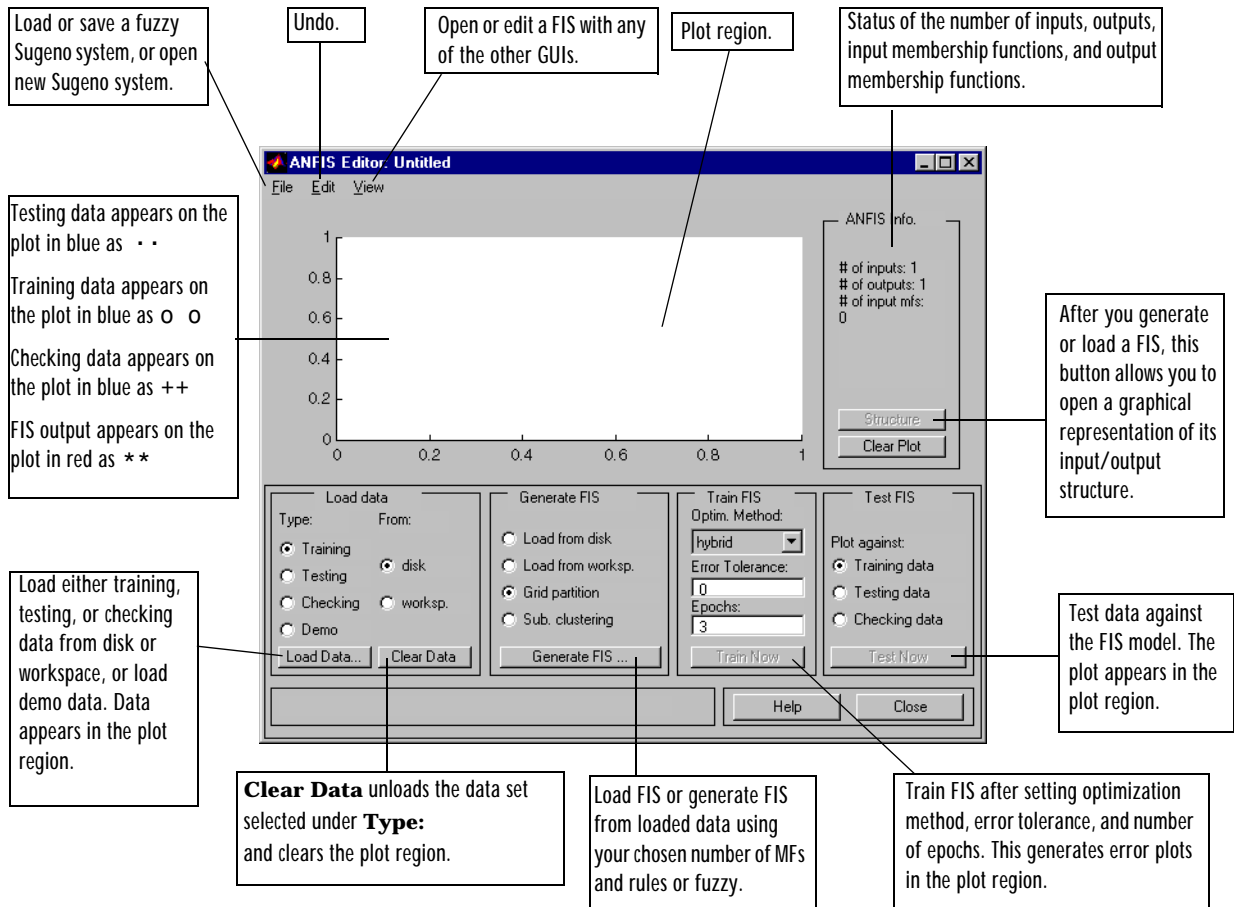 Load or save a fuzzy
Sugeno system, or open
new Sugeno system.
Undo.
Open or edit a FIS with any
of the other GUIs.
Plot region.
Status of the number of inputs, outputs,
input membership functions, and output
membership functions.
ANFIS Editor: Untitled
File Edit View
Testing data appears on the
plot in blue as · ·
Training data appears on
the plot in blue as o o
Checking data appears on
the plot in blue as ++
FIS output appears on the
plot in red as **
1
0.8
0.6
0.4
0.2
0
0 0.2 0.4 0.6 0.8 1
ANFIS Info.
# of inputs: 1
# of outputs: 1
# of input mfs:
0
Structure
Clear Plot
After you generate
or load a FIS, this
button allows you to
open a graphical
representation of its
input/output
structure.
Load data
Type: From:
Training
Testing
Checking
Demo
disk
worksp.
Load Data... Clear Data
Generate FIS
Load from disk
Load from worksp.
Grid partition
Sub. clustering
Generate FIS ...
Train FIS
Optim. Method:
hybrid
Error Tolerance:
0
Epochs:
3
Train Now
Test FIS
Plot against:
Training data
Testing data
Checking data
Test Now
Help Close
Load either training,
testing, or checking
data from disk or
workspace, or load
demo data. Data
appears in the plot
region.
Test data against
the FIS model. The
plot appears in the
plot region.
Clear Data unloads the data set
selected under Type:
and clears the plot region.
Load FIS or generate FIS
from loaded data using
your chosen number of MFs
and rules or fuzzy.
Train FIS after setting optimization
method, error tolerance, and number
of epochs. This generates error plots
in the plot region.